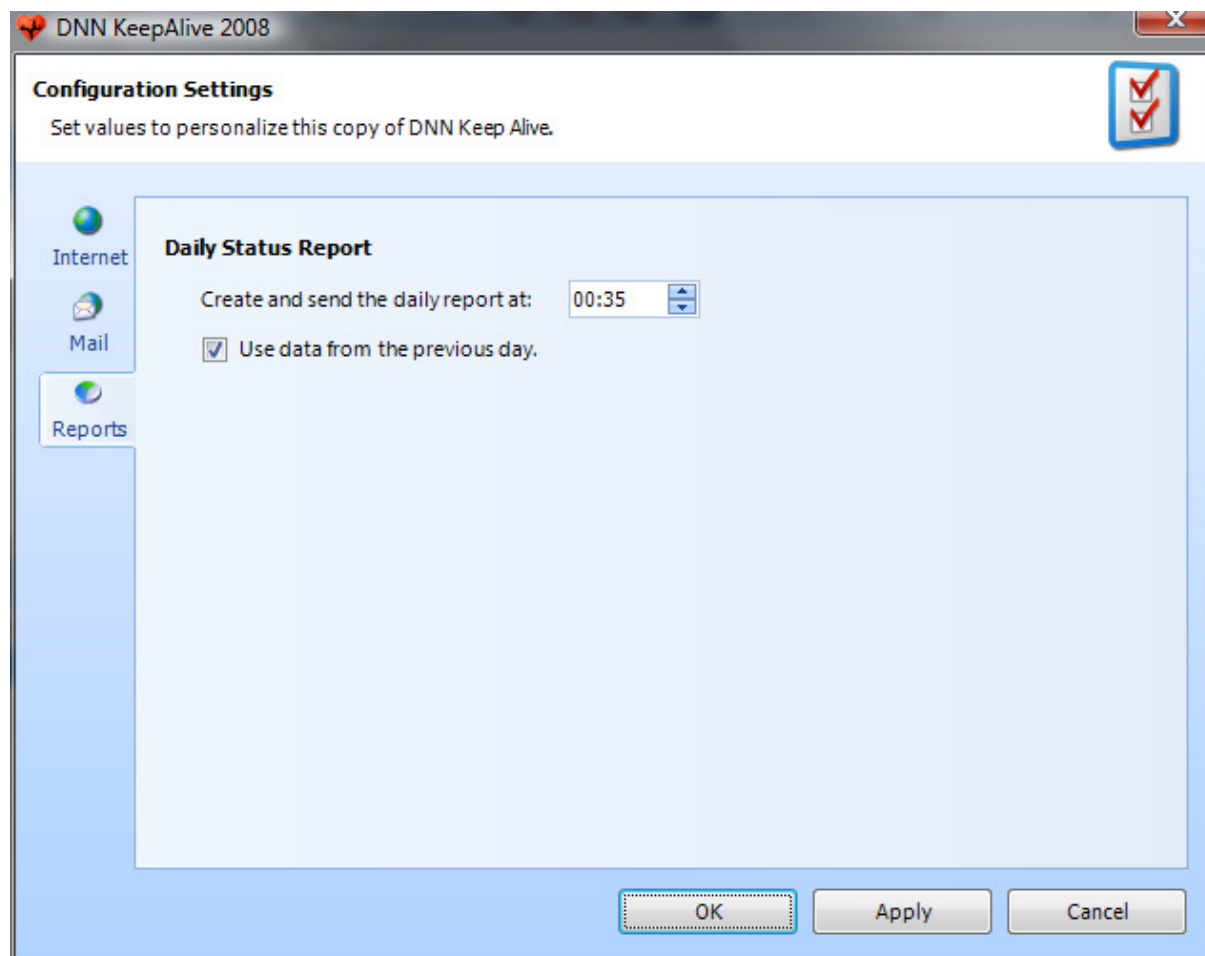 DNN KeepAlive 2008
Configuration Settings
Set values to personalize this copy of DNN Keep Alive.
Internet
Mail
Reports
Daily Status Report
Create and send the daily report at: 00:35
Use data from the previous day.
OK Apply Cancel